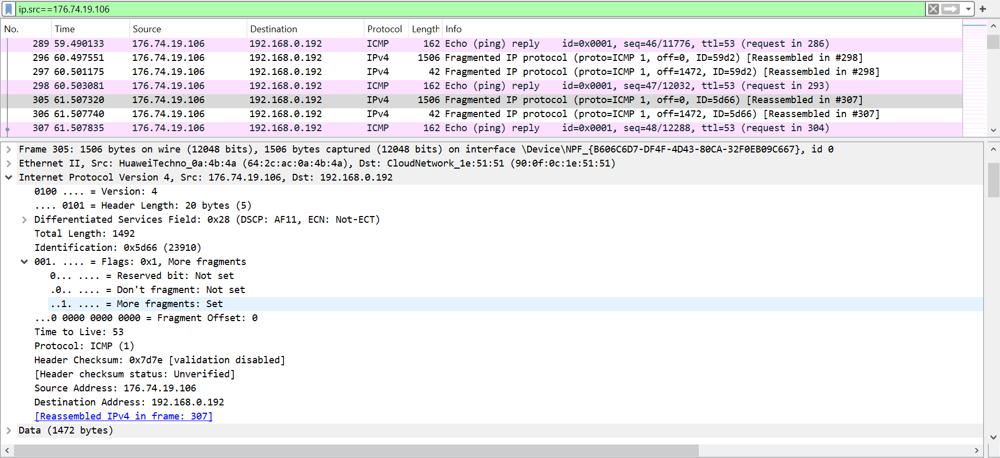 ip.src==176.74.19.106
No. Time Source Destination Protocol Length Info
289 59.490133 176.74.19.106 192.168.0.192 ICMP 162 Echo (ping) reply id=0x0001, seq=46/11776, ttl=53 (request in 286)
296 60.497551 176.74.19.106 192.168.0.192 IPv4 1506 Fragmented IP protocol (proto=ICMP 1, off=0, ID=59d2) [Reassembled in #298]
297 60.501175 176.74.19.106 192.168.0.192 IPv4 42 Fragmented IP protocol (proto=ICMP 1, off=1472, ID=59d2) [Reassembled in #298]
298 60.503081 176.74.19.106 192.168.0.192 ICMP 162 Echo (ping) reply id=0x0001, seq=47/12032, ttl=53 (request in 293)
305 61.507320 176.74.19.106 192.168.0.192 IPv4 1506 Fragmented IP protocol (proto=ICMP 1, off=0, ID=5d66) [Reassembled in #307]
306 61.507740 176.74.19.106 192.168.0.192 IPv4 42 Fragmented IP protocol (proto=ICMP 1, off=1472, ID=5d66) [Reassembled in #307]
307 61.507835 176.74.19.106 192.168.0.192 ICMP 162 Echo (ping) reply id=0x0001, seq=48/12288, ttl=53 (request in 304)
Frame 305: 1506 bytes on wire (12048 bits), 1506 bytes captured (12048 bits) on interface \Device\NPF_{B606C6D7-DF4F-4D43-80CA-32F0EB09C667}, id 0
Ethernet II, Src: HuaweiTechno_0a:4b:4a (64:2c:ac:0a:4b:4a), Dst: CloudNetwork_1e:51:51 (90:0f:0c:1e:51:51)
Internet Protocol Version 4, Src: 176.74.19.106, Dst: 192.168.0.192
0100 .... = Version: 4
.... 0101 = Header Length: 20 bytes (5)
Differentiated Services Field: 0x28 (DSCP: AF11, ECN: Not-ECT)
Total Length: 1492
Identification: 0x5d66 (23910)
001. .... = Flags: 0x1, More fragments
0... .... = Reserved bit: Not set
.0.. .... = Don't fragment: Not set
..1. .... = More fragments: Set
...0 0000 0000 0000 = Fragment Offset: 0
Time to Live: 53
Protocol: ICMP (1)
Header Checksum: 0x7d7e [validation disabled]
[Header checksum status: Unverified]
Source Address: 176.74.19.106
Destination Address: 192.168.0.192
[Reassembled IPv4 in frame: 307]
Data (1472 bytes)